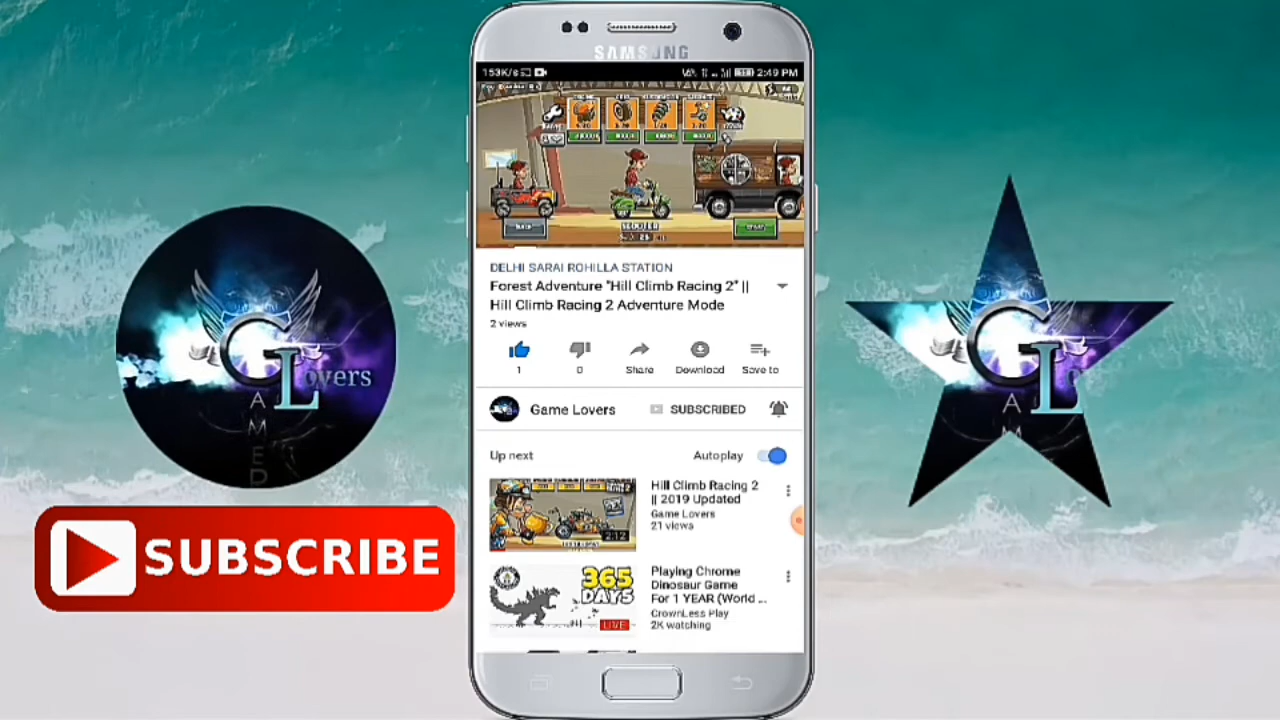 SAMSUNG
153K/s
2:49 PM
SCOOTER
DELHI SARAI ROHILLA STATION
Forest Adventure "Hill Climb Racing 2" ||
Hill Climb Racing 2 Adventure Mode
2 views
1
0
Share
Download
Save to
Game Lovers
SUBSCRIBED
Up next
Autoplay
Hill Climb Racing 2
|| 2019 Updated
Game Lovers
21 views
2:12
Playing Chrome
Dinosaur Game
For 1 YEAR (World ...
CrownLess Play
2K watching
365
DAYS
LIVE
G
Lovers
A
M
E
D
SUBSCRIBE
G
Lo
A
M